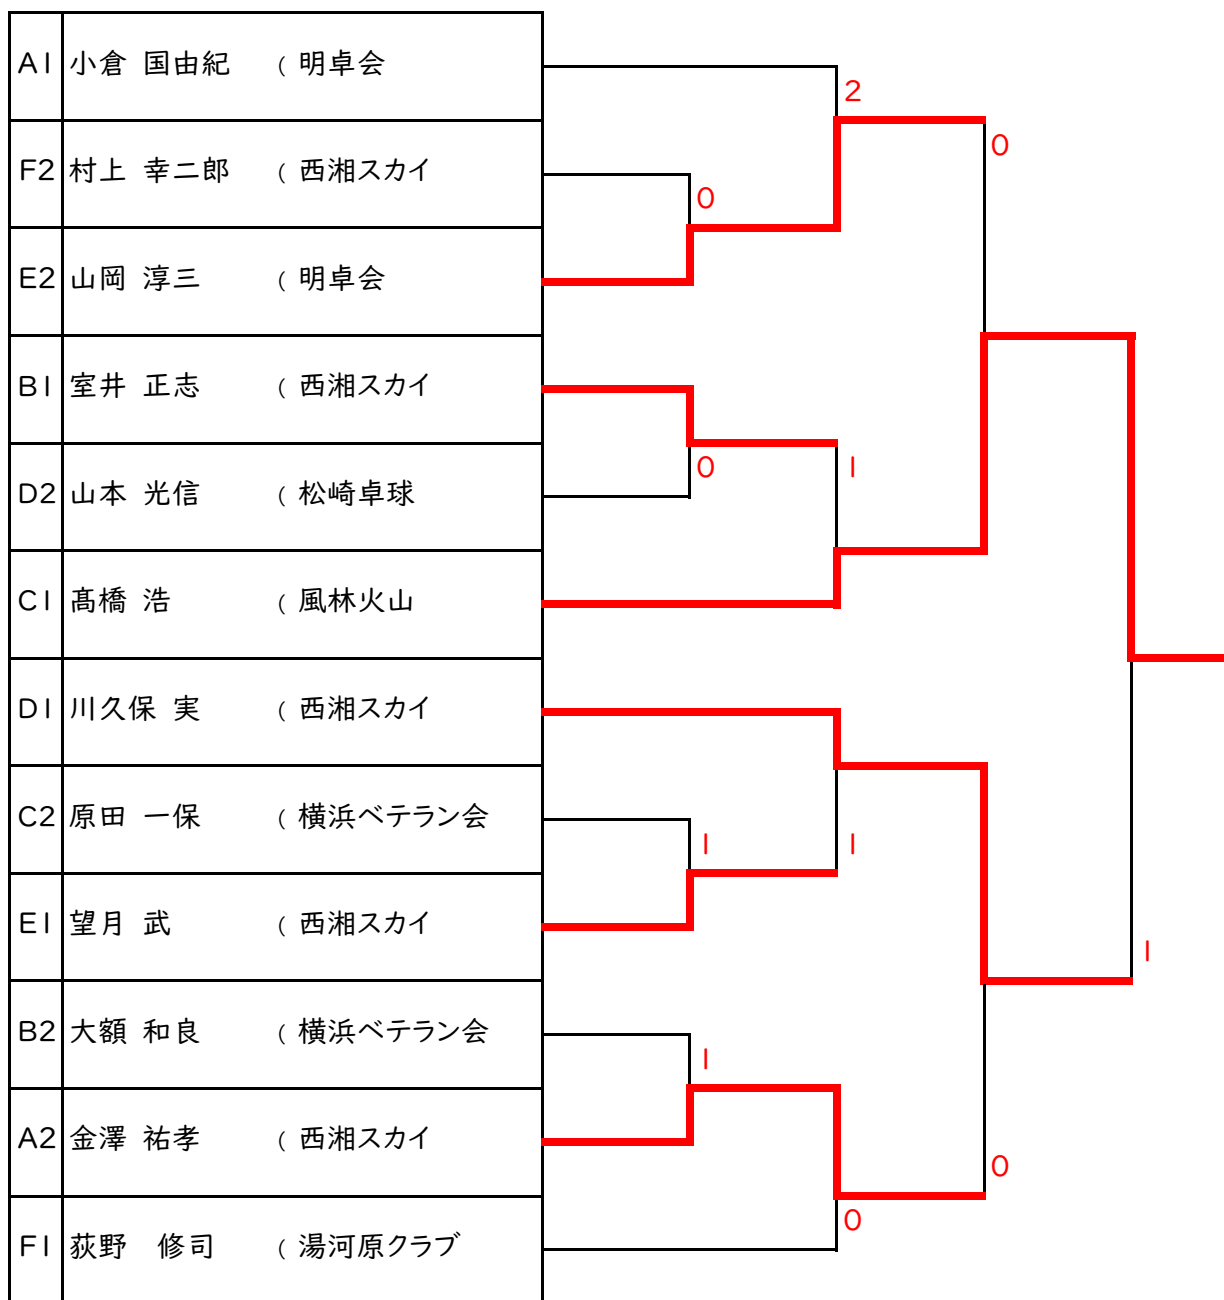 A1 小倉 国由紀 ( 明卓会
2
0
F2 村上 幸二郎 ( 西湘スカイ
0
E2 山岡 淳三 ( 明卓会
B1 室井 正志 ( 西湘スカイ
0 1
D2 山本 光信 ( 松崎卓球
C1 髙橋 浩 ( 風林火山
D1 川久保 実 ( 西湘スカイ
C2 原田 一保 ( 横浜ベテラン会
1 1
E1 望月 武 ( 西湘スカイ
1
B2 大額 和良 ( 横浜ベテラン会
1
A2 金澤 祐孝 ( 西湘スカイ
0
0
F1 荻野 修司 ( 湯河原クラブ